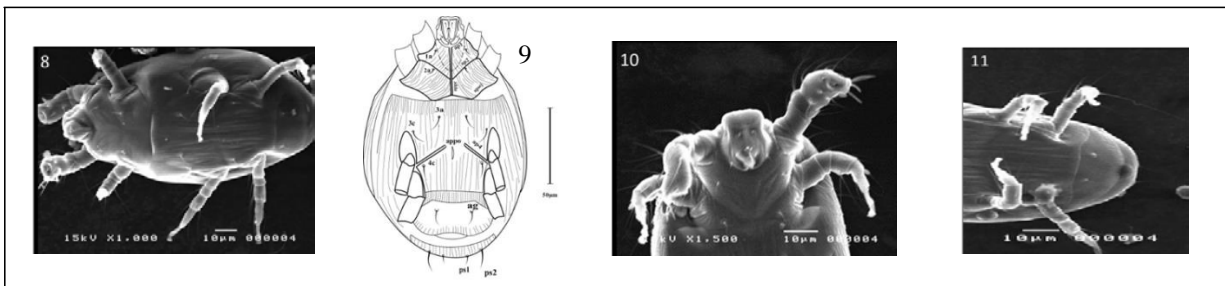 8
15kV X1,000 10μm 000004
9
1a
2a
3a
3c
appo
4c
ag
ps1 ps2
50μm
10
kV X1,500 10μm 000004
11
10μm 000004